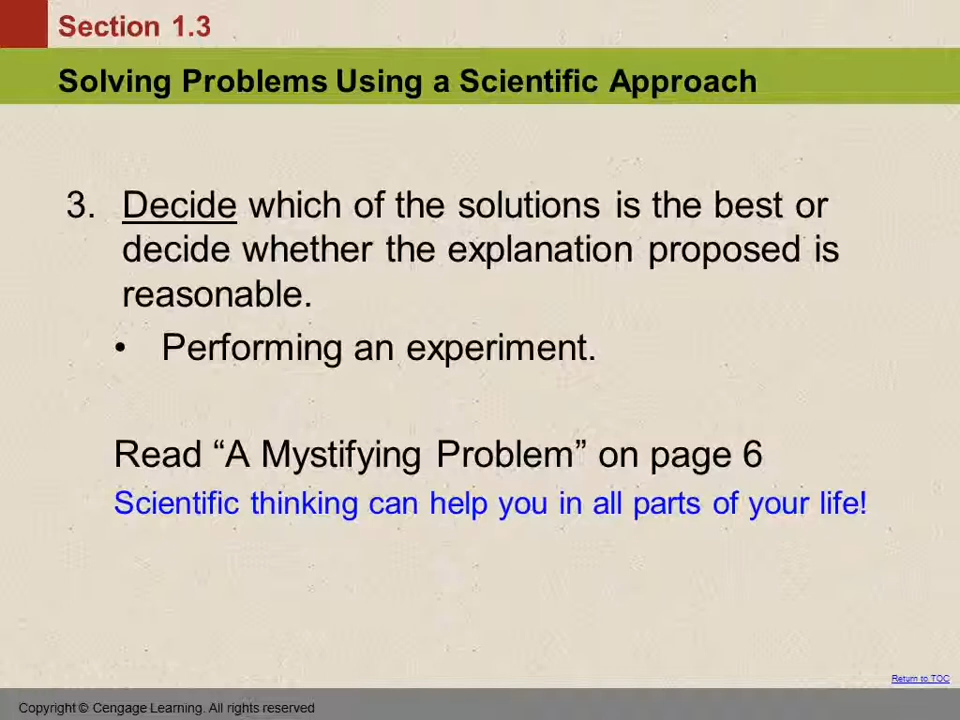 Section 1.3
Solving Problems Using a Scientific Approach
3. Decide which of the solutions is the best or
decide whether the explanation proposed is
reasonable.
• Performing an experiment.
Read “A Mystifying Problem” on page 6
Scientific thinking can help you in all parts of your life!
Return to TOC
Copyright © Cengage Learning. All rights reserved